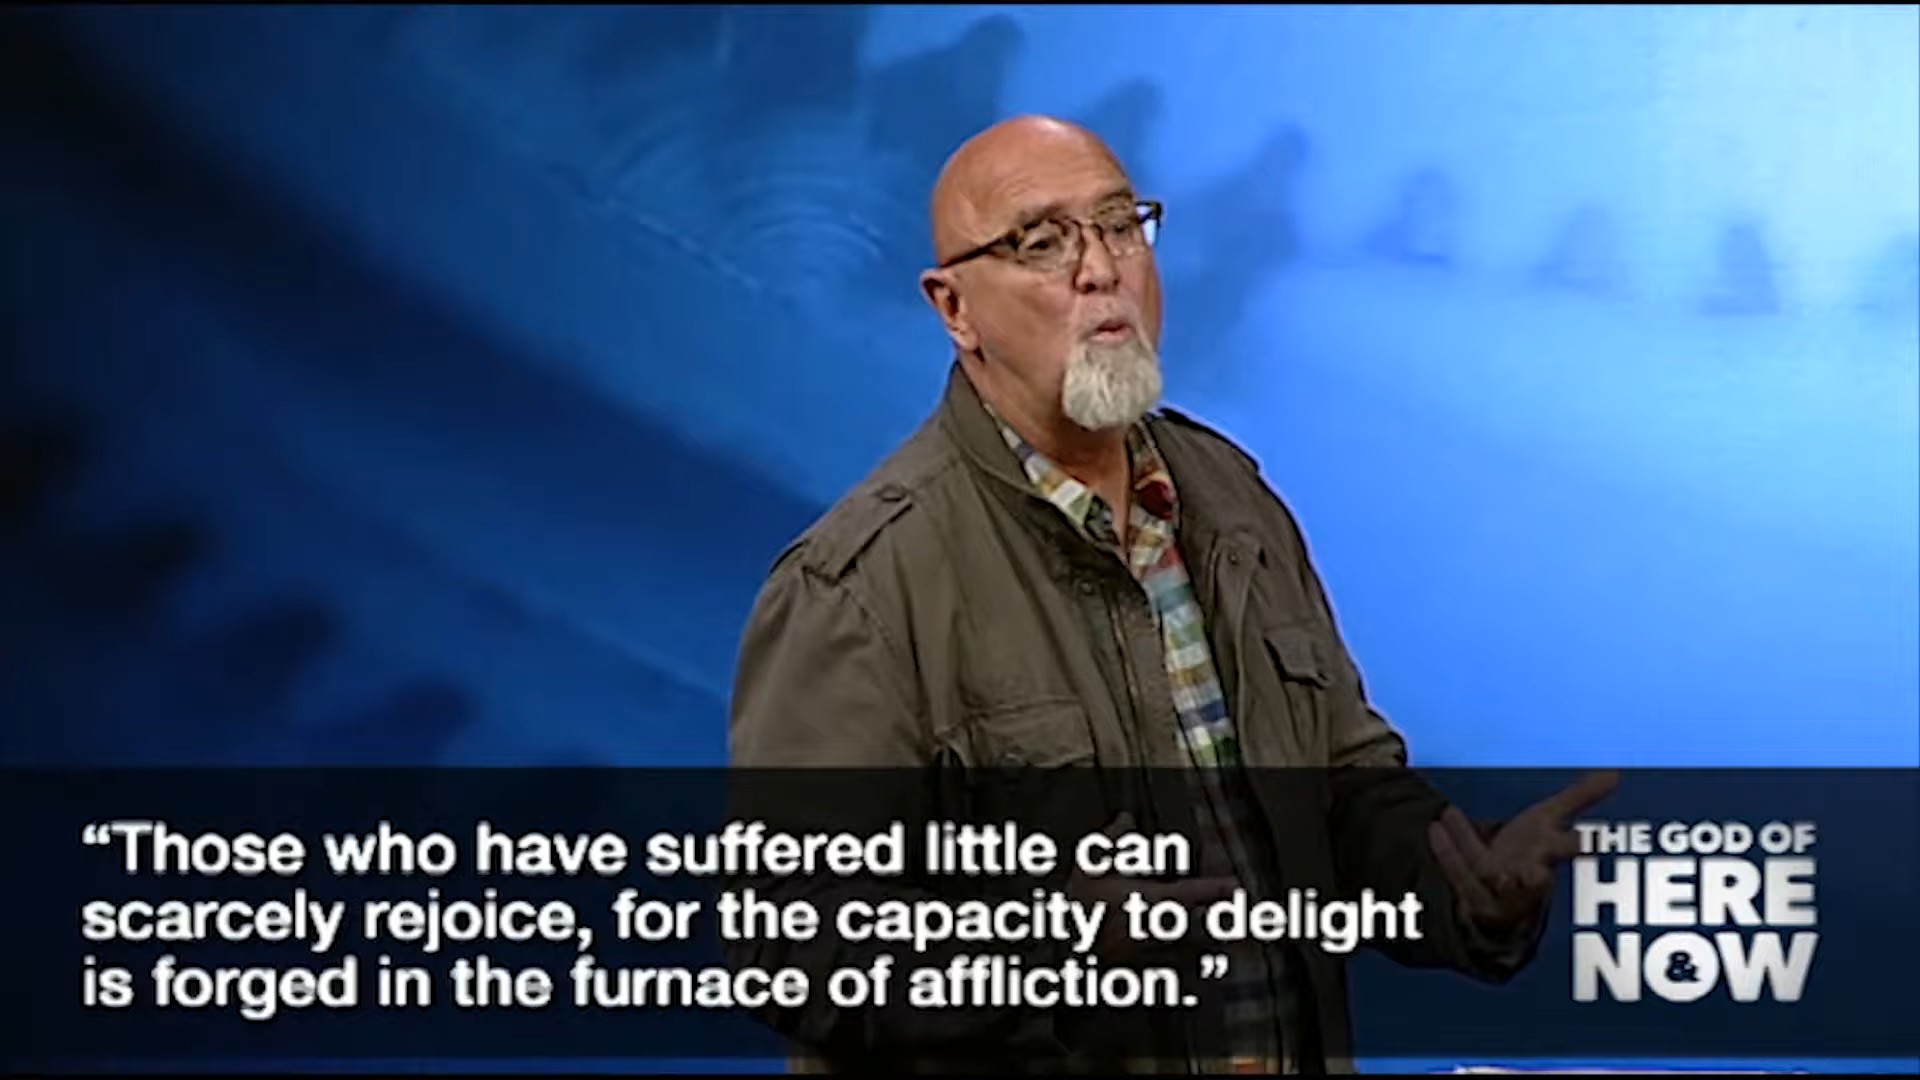 “Those who have suffered little can
scarcely rejoice, for the capacity to delight
is forged in the furnace of affliction.”
THE GOD OF
HERE
&
NOW